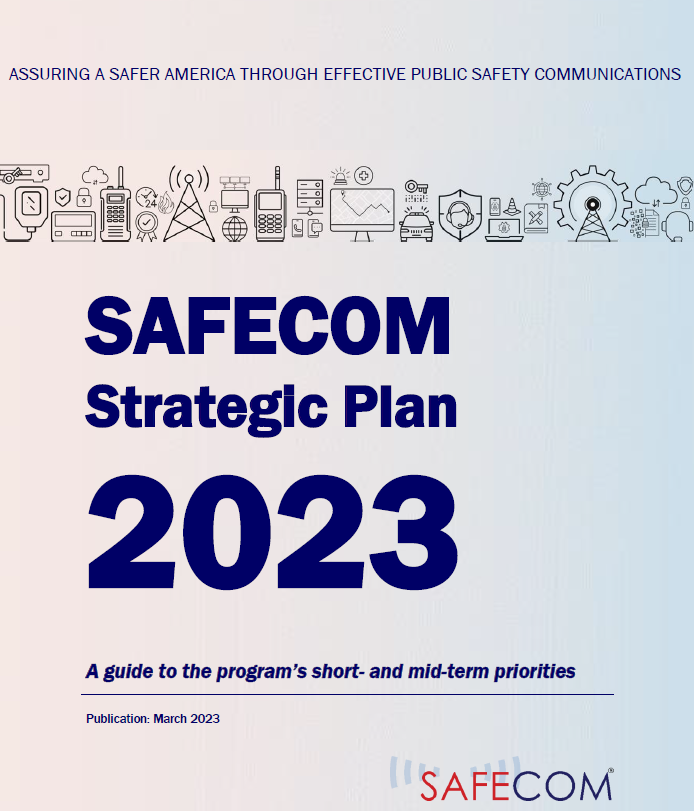 ASSURING A SAFER AMERICA THROUGH EFFECTIVE PUBLIC SAFETY COMMUNICATIONS
24
SAFECOM
Strategic Plan
2023
A guide to the program's short- and mid-term priorities
Publication: March 2023
SAFECOM®